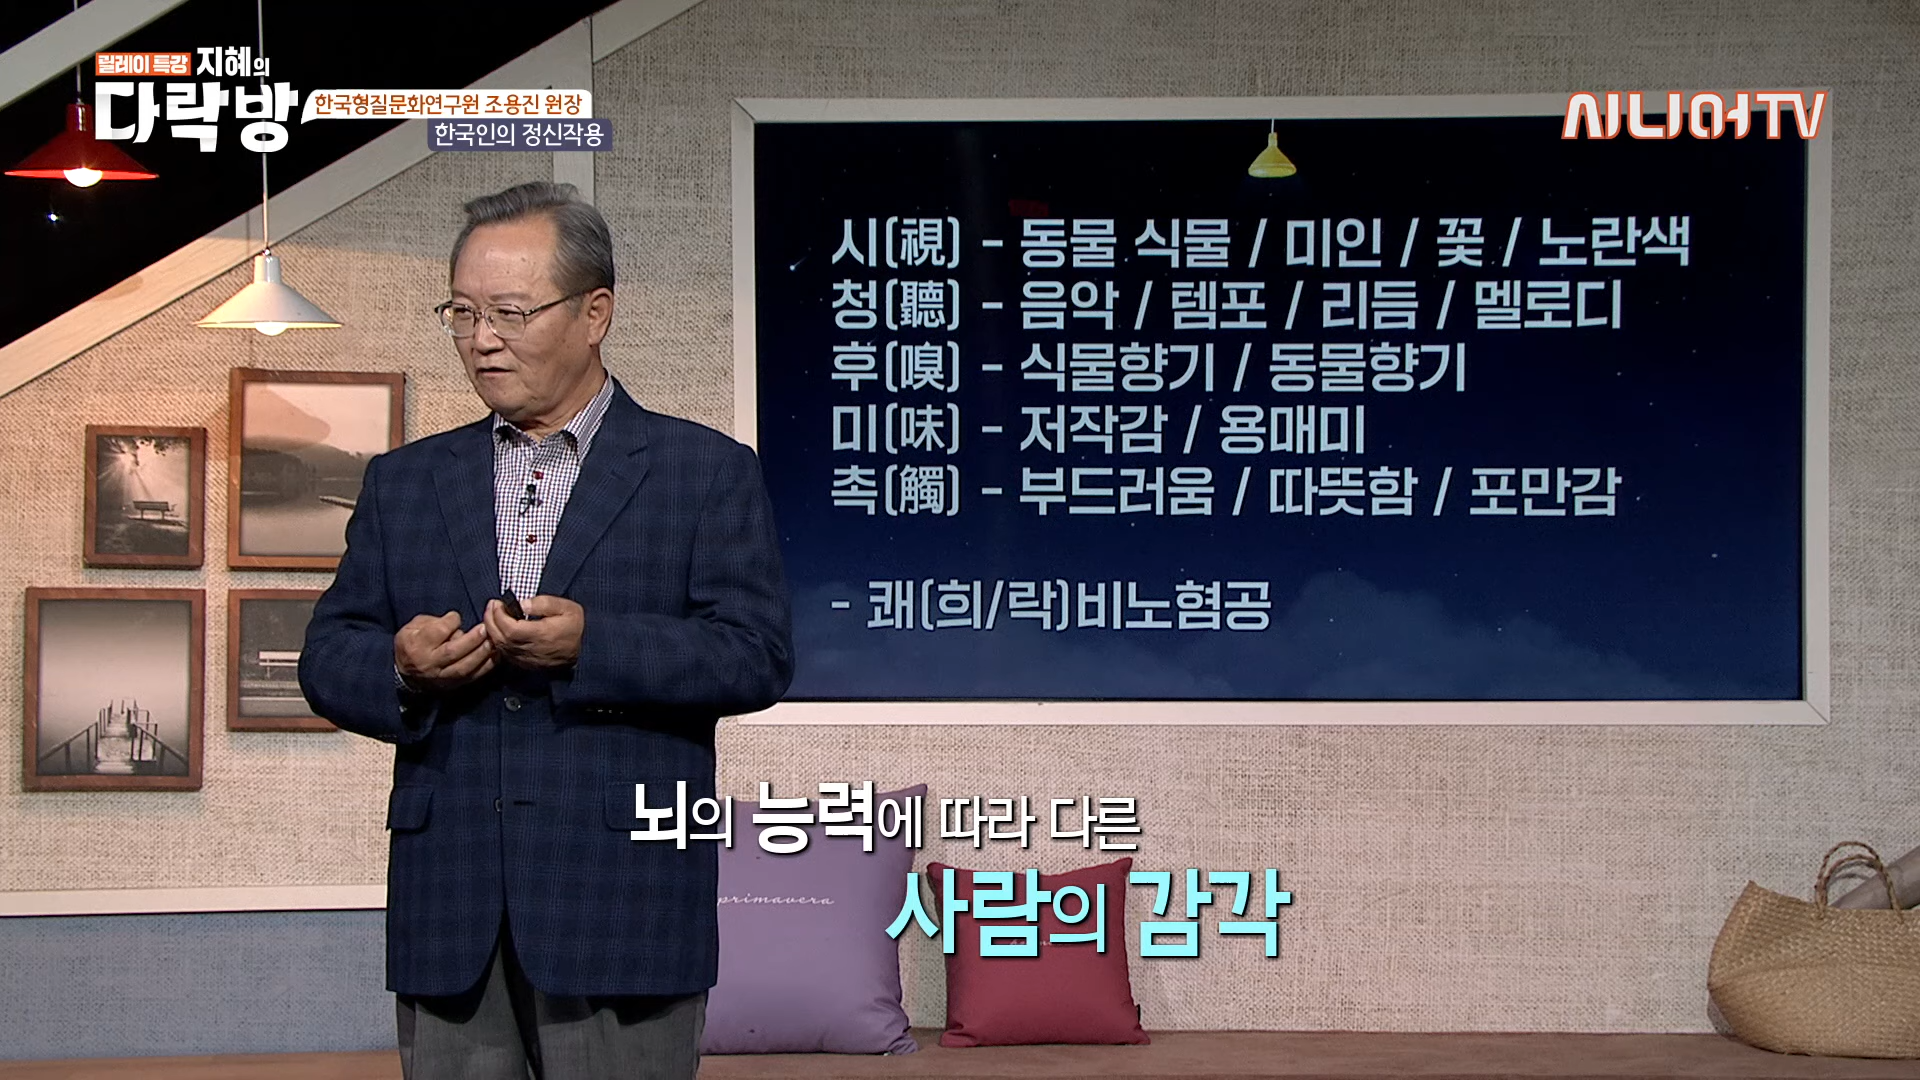 릴레이 특강 지혜의
다락방
한국형질문화연구원 조용진 원장
한국인의 정신작용
시니어TV
시(視) - 동물 식물 / 미인 / 꽃 / 노란색
청(聽) - 음악 / 템포 / 리듬 / 멜로디
후(嗅) - 식물향기 / 동물향기
미(味) - 저작감 / 용매미
촉(觸) - 부드러움 / 따뜻함 / 포만감
- 쾌(희/락)비노혐공
뇌의 능력에 따라 다른
사람의 감각
primavera